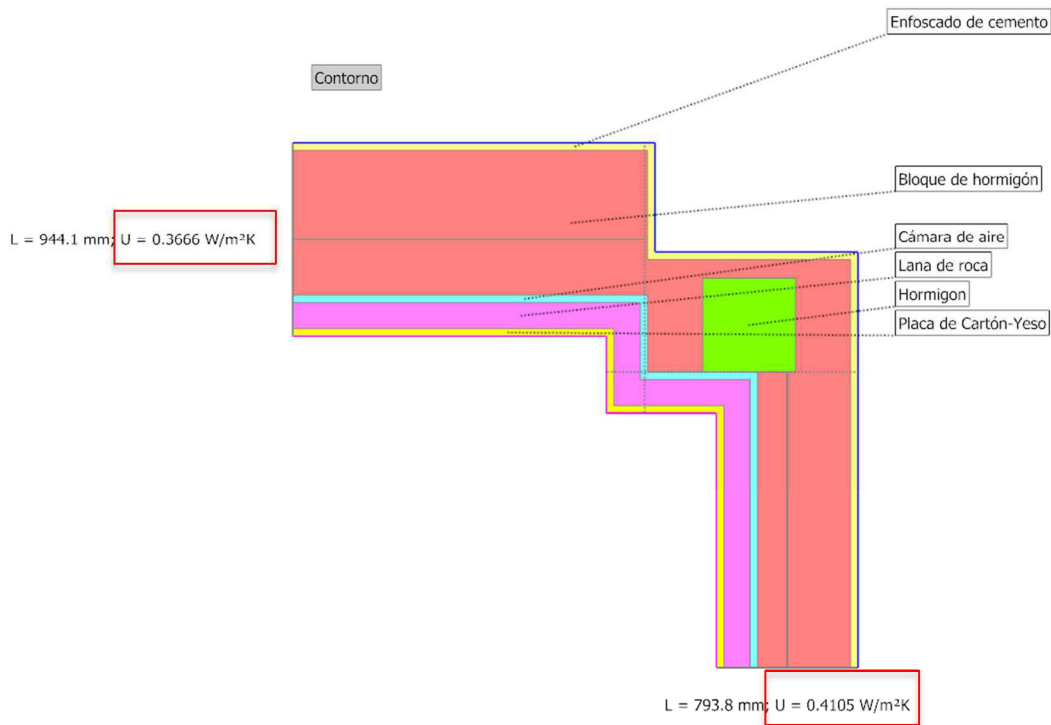 Enfoscado de cemento
Contorno
Bloque de hormigón
L = 944.1 mm; U = 0.3666 W/m²K
Cámara de aire
Lana de roca
Hormigon
Placa de Cartón-Yeso
L = 793.8 mm; U = 0.4105 W/m²K